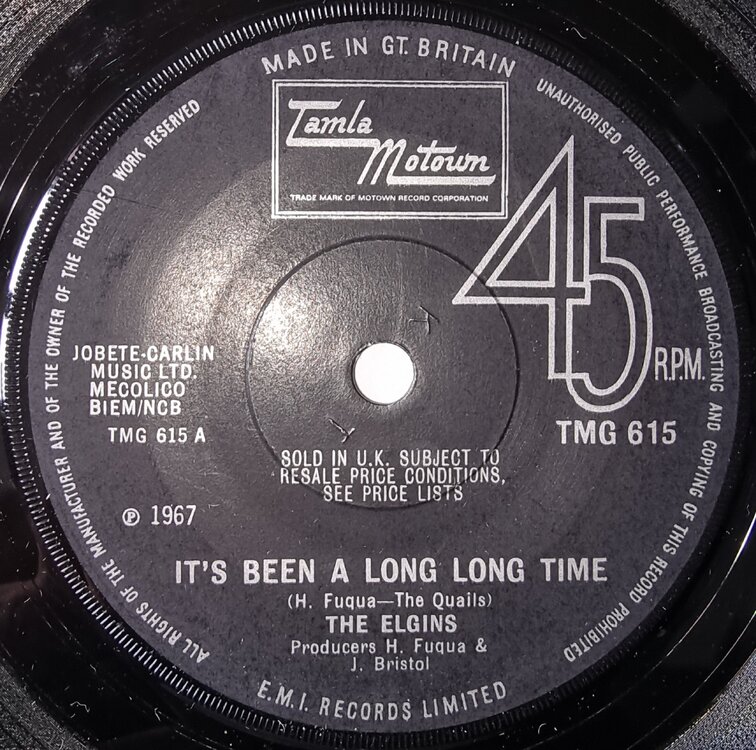 MADE IN GT. BRITAIN
Tamla
Motown
TRADE MARK OF MOTOWN RECORD CORPORATION
45
R.P.M.
TMG 615
JOBETE-CARLIN
MUSIC LTD.
MECOLICO
BIEM/NCB
TMG 615 A
SOLD IN U.K. SUBJECT TO
RESALE PRICE CONDITIONS,
SEE PRICE LISTS
℗ 1967
IT'S BEEN A LONG LONG TIME
(H. Fuqua—The Quails)
THE ELGINS
Producers H. Fuqua &
J. Bristol
E.M.I. RECORDS LIMITED
ALL RIGHTS OF THE MANUFACTURER AND OF THE OWNER OF THE RECORDED WORK RESERVED
UNAUTHORISED PUBLIC PERFORMANCE BROADCASTING AND COPYING OF THIS RECORD PROHIBITED